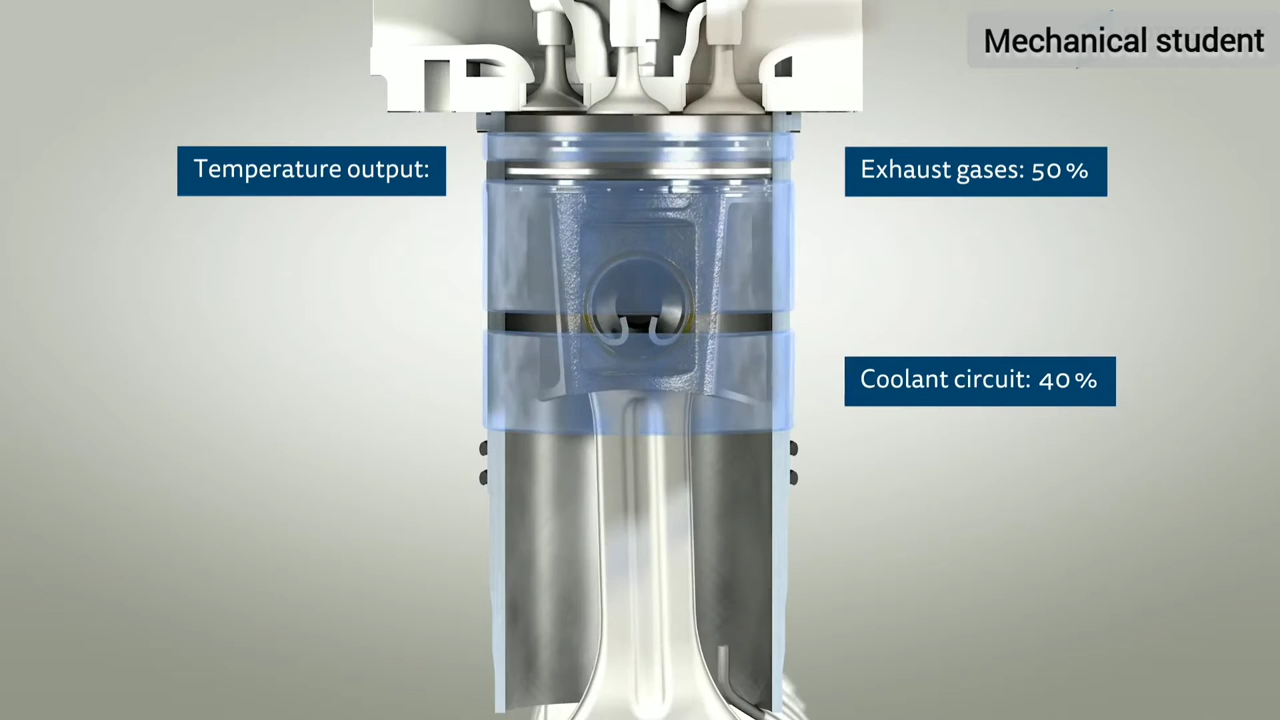 Mechanical student
Temperature output:
Exhaust gases: 50 %
Coolant circuit: 40 %